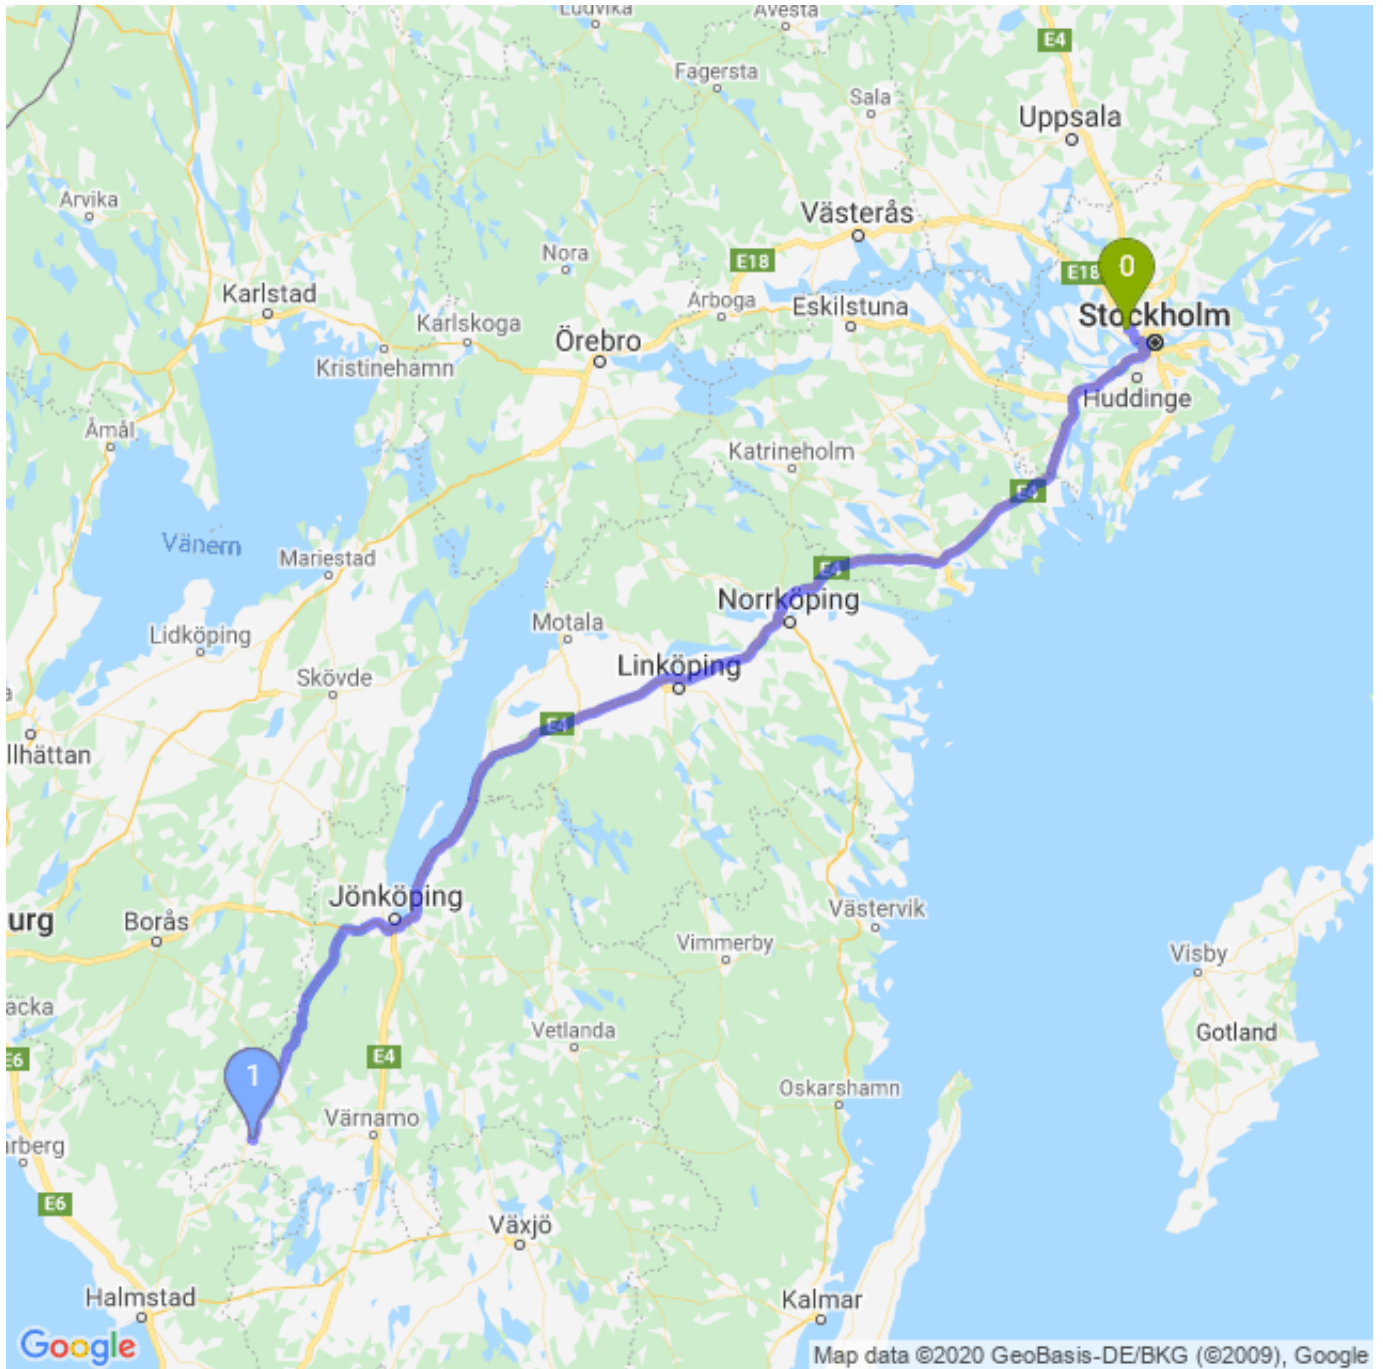 Ludvika
Avesta
E4
Fagersta
Sala
Uppsala
Arvika
Västerås
Nora
E18
E18
0
Karlstad
Arboga
Eskilstuna
Stockholm
Karlskoga
Örebro
Kristinehamn
Huddinge
Åmål
Katrineholm
E4
Vänern
Mariestad
E4
Norrköping
Motala
Lidköping
Linköping
Skövde
E4
llhättan
Jönköping
Västervik
urg
Borås
Vimmerby
Visby
acka
Vetlanda
Gotland
E6
E4
1
Oskarshamn
Värnamo
rberg
E6
Växjö
Halmstad
Kalmar
Google
Map data ©2020 GeoBasis-DE/BKG (©2009), Google